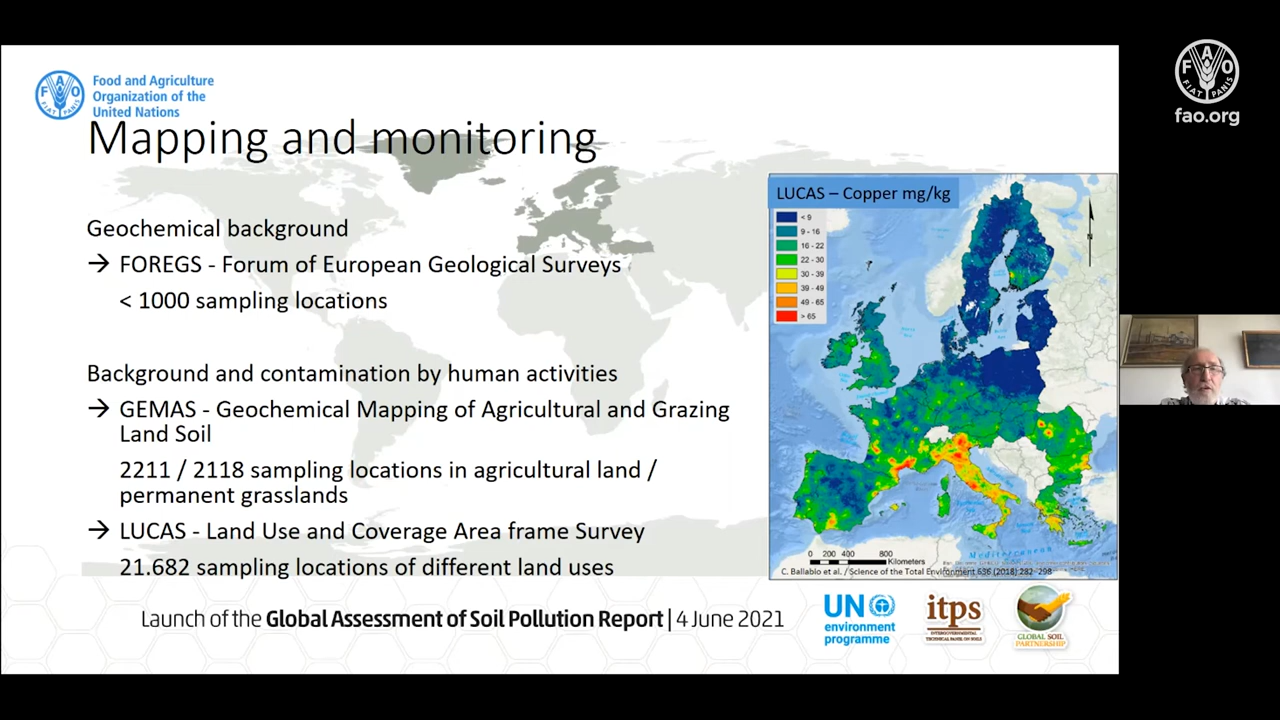 Food and Agriculture
Organization of the
United Nations
Mapping and monitoring
Geochemical background
→ FOREGS - Forum of European Geological Surveys
< 1000 sampling locations
Background and contamination by human activities
→ GEMAS - Geochemical Mapping of Agricultural and Grazing
Land Soil
2211 / 2118 sampling locations in agricultural land /
permanent grasslands
→ LUCAS - Land Use and Coverage Area frame Survey
21.682 sampling locations of different land uses
LUCAS – Copper mg/kg
< 9
9 - 16
16 - 22
22 - 30
30 - 39
39 - 49
49 - 65
> 65
N
0 200 400 800
Kilometers
Mediterranean
C. Ballabio et al. / Science of the Total Environment 636 (2018) 282–298
Launch of the Global Assessment of Soil Pollution Report | 4 June 2021
UN
environment
programme
itps
INTERGOVERNMENTAL
TECHNICAL PANEL ON SOILS
GLOBAL SOIL
PARTNERSHIP
FAO
FIAT PANIS
fao.org